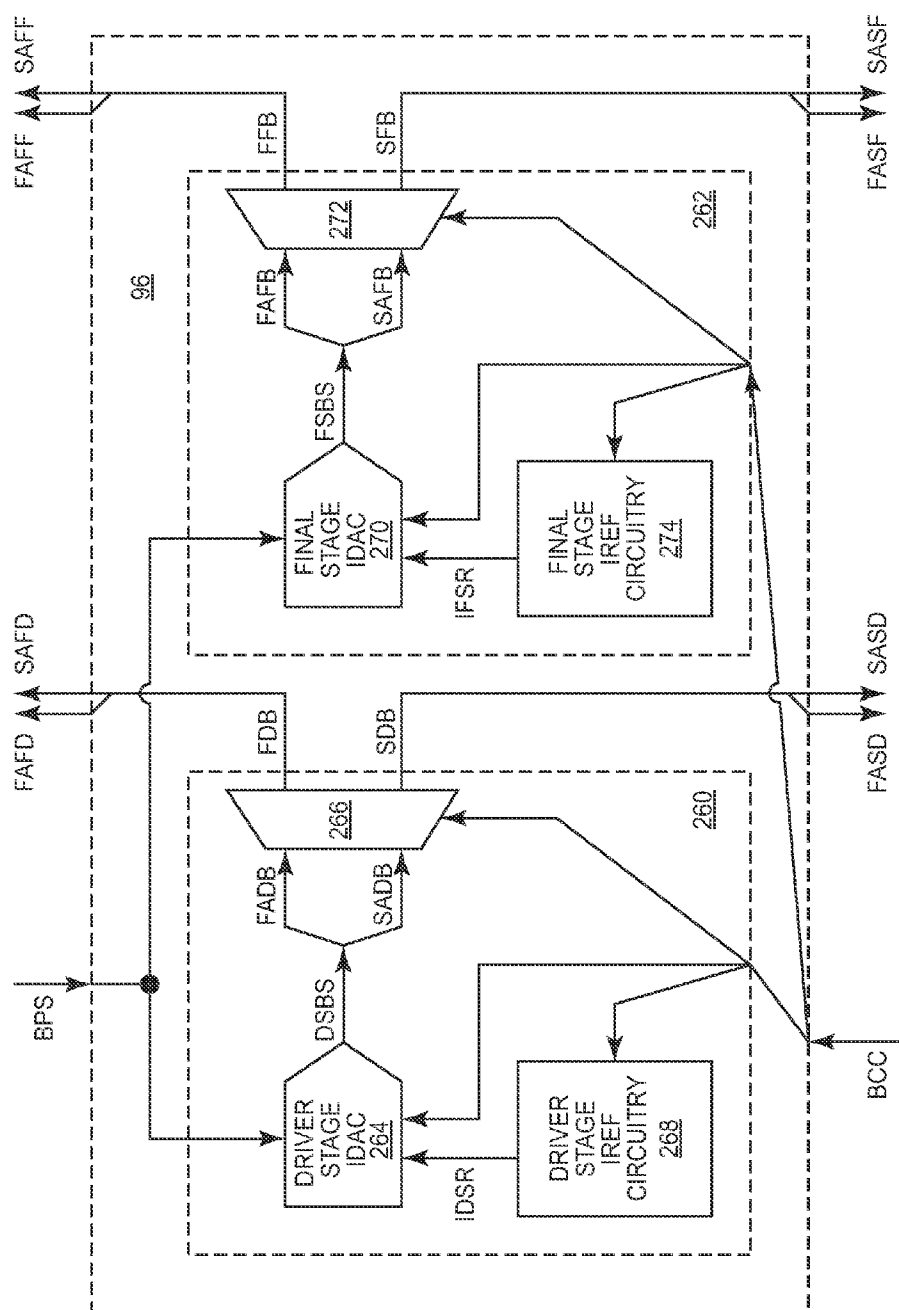 FAFF
SAFF
FASF
SASF
96
FFB
SFB
272
262
FAFB
SAFB
FSBS
FINAL
STAGE
IDAC
270
IFSR
FINAL
STAGE
IREF
CIRCUITRY
274
FAFD
SAFD
FASD
SASD
FDB
SDB
266
260
FADB
SADB
DSBS
BPS
DRIVER
STAGE
IDAC
264
IDSR
DRIVER
STAGE
IREF
CIRCUITRY
268
BCC